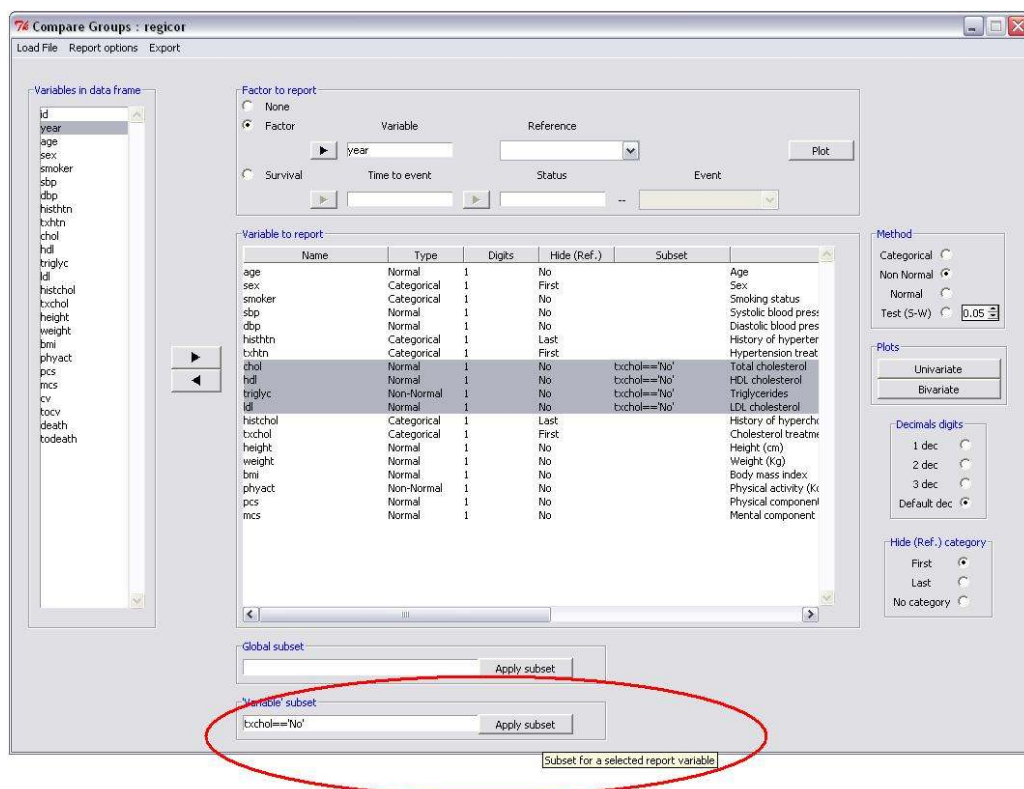 Compare Groups : regicor
Load File Report options Export
Variables in data frame
id
year
age
sex
smoker
sbp
dbp
histhtn
txhtn
chol
hdl
triglyc
ldl
histchol
txchol
height
weight
bmi
phyact
pcs
mcs
cv
tocv
death
todeath
Factor to report
None
Factor Variable Reference
year Plot
Survival Time to event Status Event
--
Variable to report
Name Type Digits Hide (Ref.) Subset
age Normal 1 No Age
sex Categorical 1 First Sex
smoker Categorical 1 No Smoking status
sbp Normal 1 No Systolic blood press
dbp Normal 1 No Diastolic blood pres
histhtn Categorical 1 Last History of hyperter
txhtn Categorical 1 First Hypertension treat
chol Normal 1 No txchol=='No' Total cholesterol
hdl Normal 1 No txchol=='No' HDL cholesterol
triglyc Non-Normal 1 No txchol=='No' Triglycerides
ldl Normal 1 No txchol=='No' LDL cholesterol
histchol Categorical 1 Last History of hyperchc
txchol Categorical 1 First Cholesterol treatme
height Normal 1 No Height (cm)
weight Normal 1 No Weight (Kg)
bmi Normal 1 No Body mass index
phyact Non-Normal 1 No Physical activity (Kc
pcs Normal 1 No Physical component
mcs Normal 1 No Mental component
Method
Categorical
Non Normal
Normal
Test (S-W) 0.05
Plots
Univariate
Bivariate
Decimals digits
1 dec
2 dec
3 dec
Default dec
Hide (Ref.) category
First
Last
No category
Global subset
Apply subset
'Variable' subset
txchol=='No' Apply subset
Subset for a selected report variable